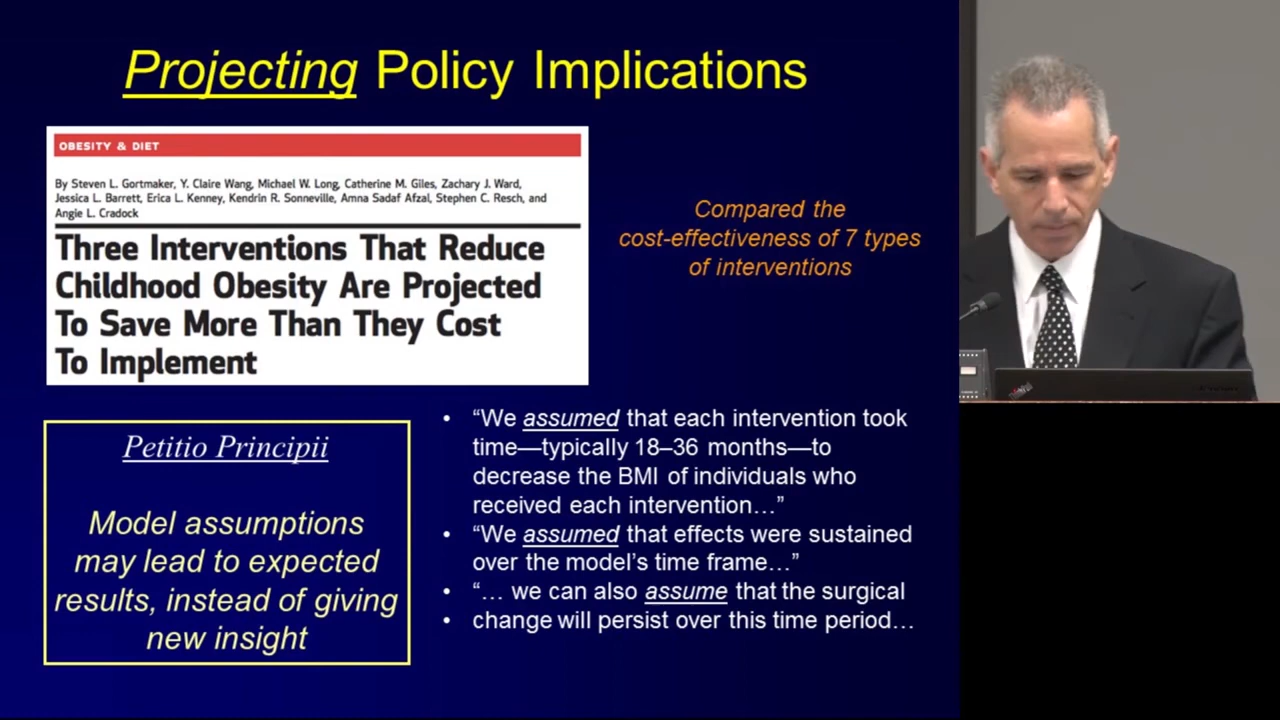 Projecting Policy Implications
OBESITY & DIET
By Steven L. Gortmaker, Y. Claire Wang, Michael W. Long, Catherine M. Giles, Zachary J. Ward,
Jessica L. Barrett, Erica L. Kenney, Kendrin R. Sonneville, Amna Sadaf Afzal, Stephen C. Resch, and
Angie L. Cradock
Three Interventions That Reduce
Childhood Obesity Are Projected
To Save More Than They Cost
To Implement
Compared the
cost-effectiveness of 7 types
of interventions
Petitio Principii
Model assumptions
may lead to expected
results, instead of giving
new insight
• “We assumed that each intervention took
time—typically 18–36 months—to
decrease the BMI of individuals who
received each intervention…”
• “We assumed that effects were sustained
over the model’s time frame…”
• “… we can also assume that the surgical
• change will persist over this time period…